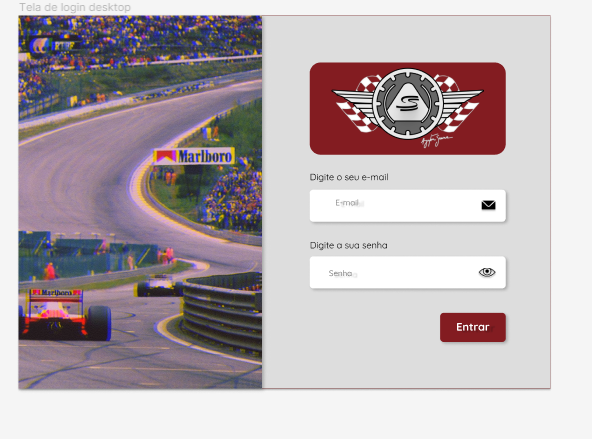 Tela de login desktop
Marlboro
Marlboro
Digite o seu e-mail
E-mail
Digite a sua senha
Senha
Entrar